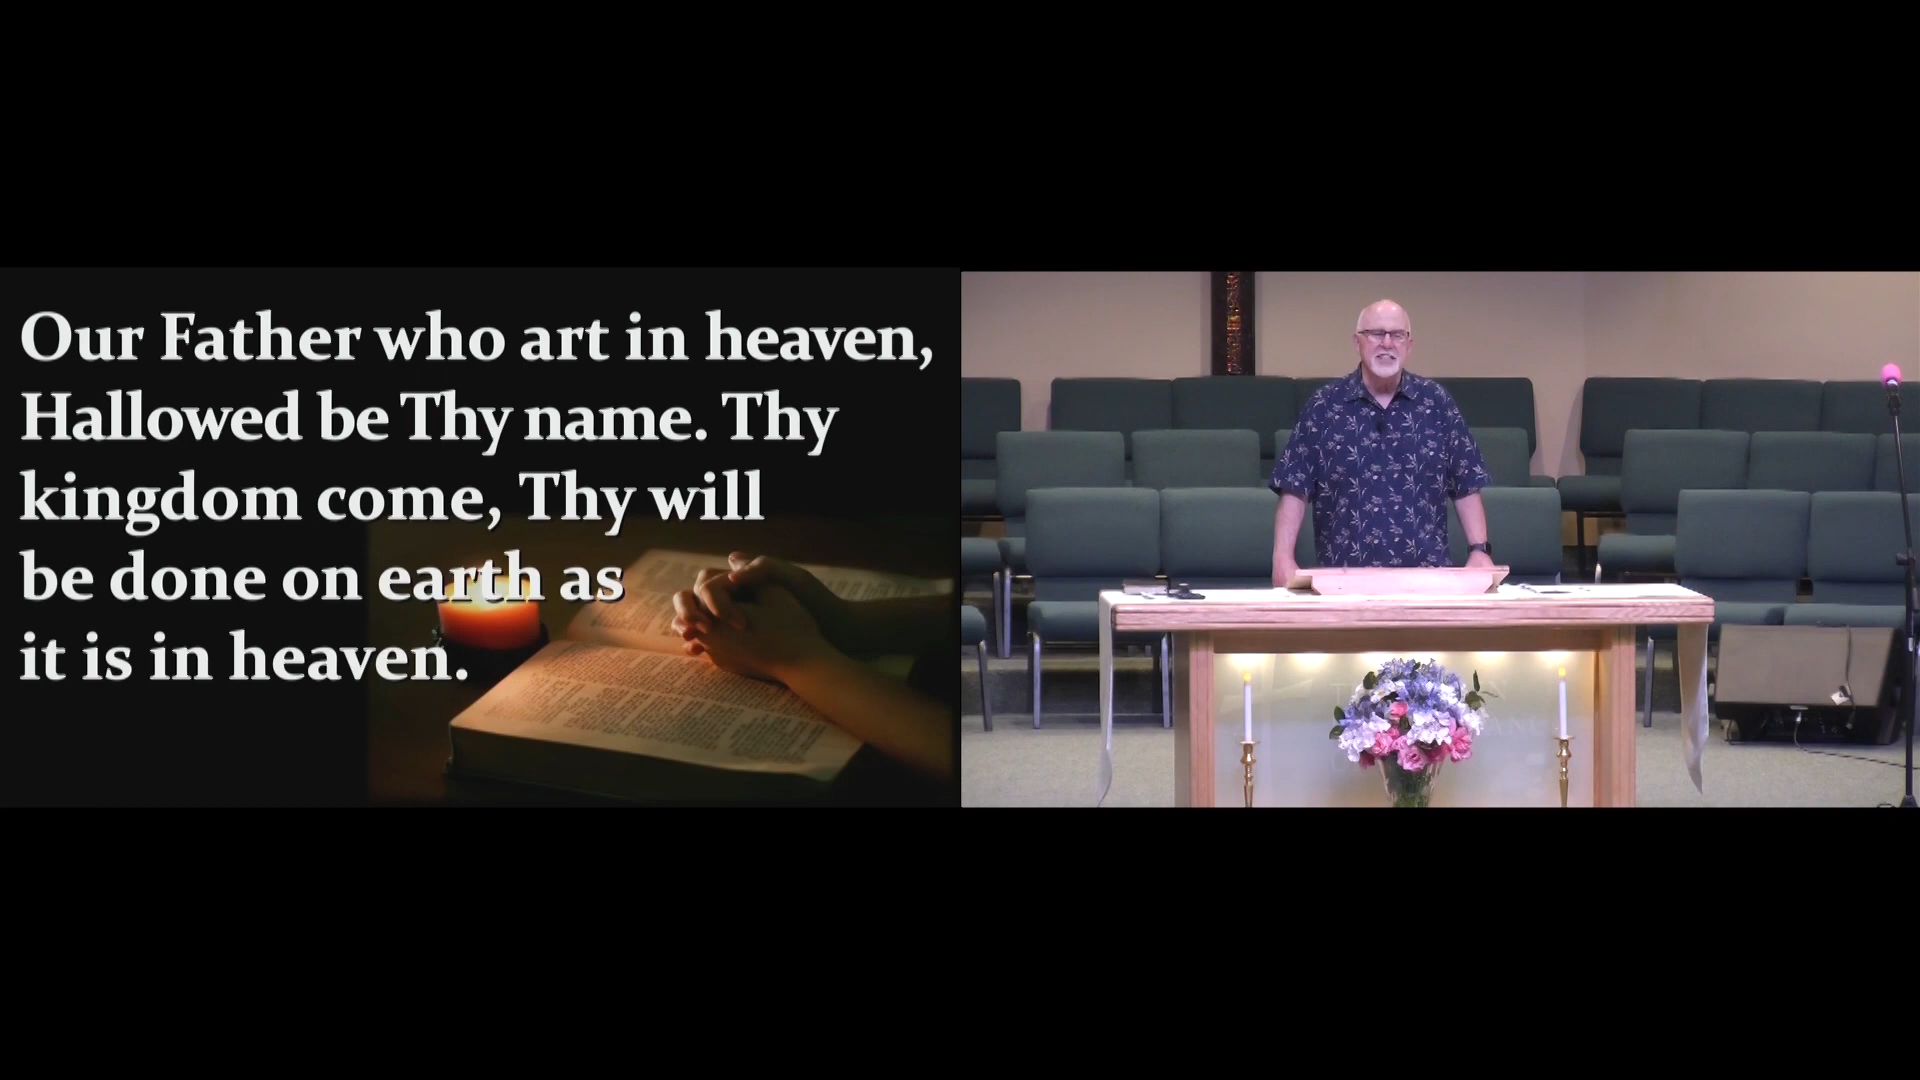 Our Father who art in heaven,
Hallowed be Thy name. Thy
kingdom come, Thy will
be done on earth as
it is in heaven.